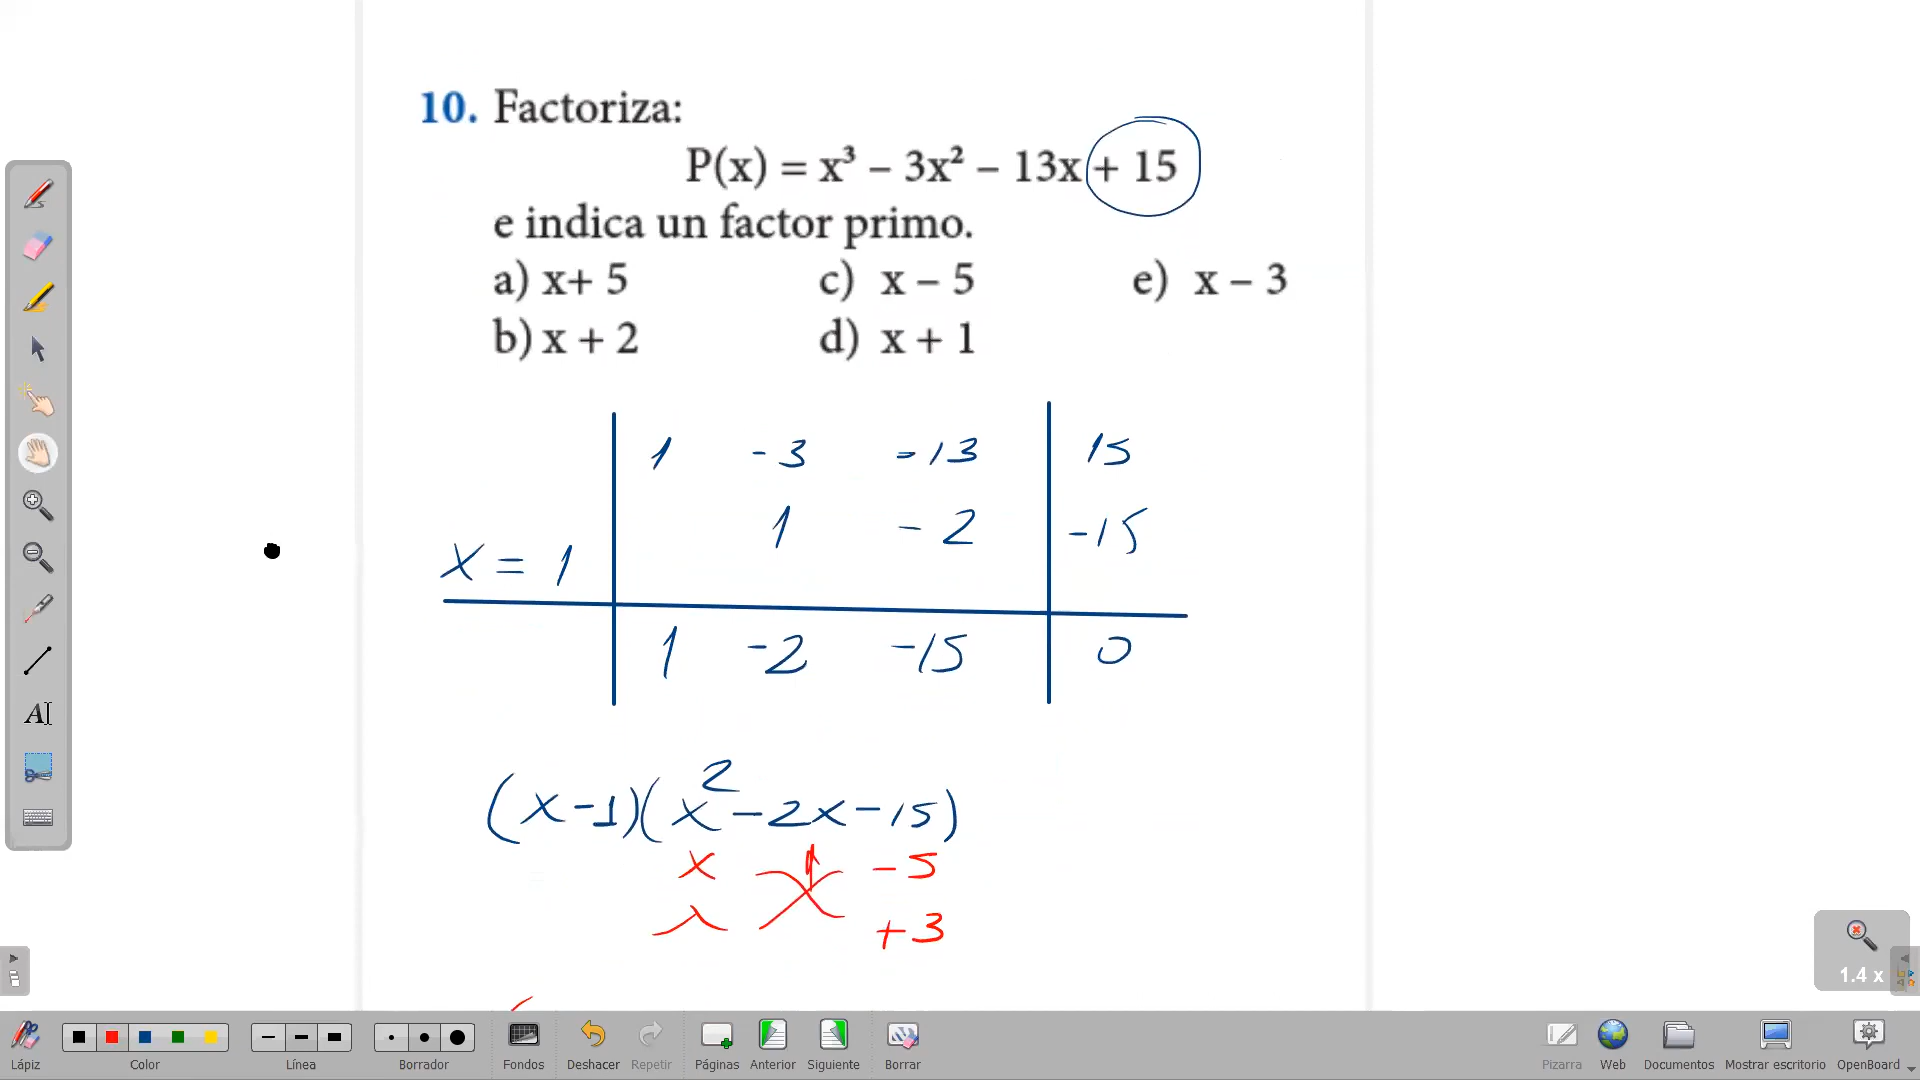 10. Factoriza:
P(x) = x³ – 3x² – 13x + 15
e indica un factor primo.
a) x+ 5 c) x – 5 e) x – 3
b) x + 2 d) x + 1
1 -3 -13 15
1 -2 -15
x = 1
1 -2 -15 0
(x-1)(x²-2x-15)
x -5
x +3
1.4 x
Lápiz Color Línea Borrador Fondos Deshacer Repetir Páginas Anterior Siguiente Borrar Pizarra Web Documentos Mostrar escritorio OpenBoard